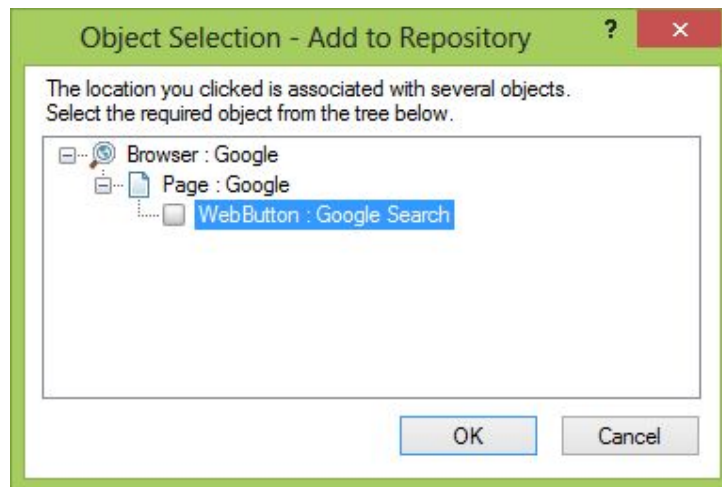 Object Selection - Add to Repository
?
The location you clicked is associated with several objects.
Select the required object from the tree below.
Browser : Google
Page : Google
WebButton : Google Search
OK
Cancel